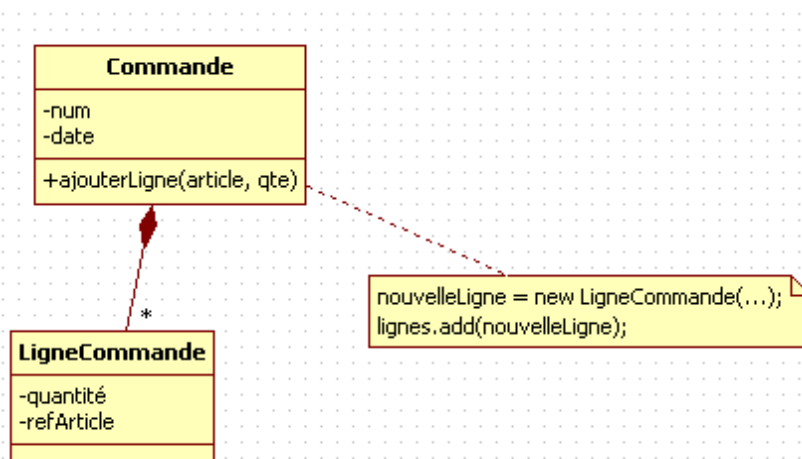 Commande
-num
-date
+ajouterLigne(article, qte)
*
nouvelleLigne = new LigneCommande(...);
lignes.add(nouvelleLigne);
LigneCommande
-quantité
-refArticle